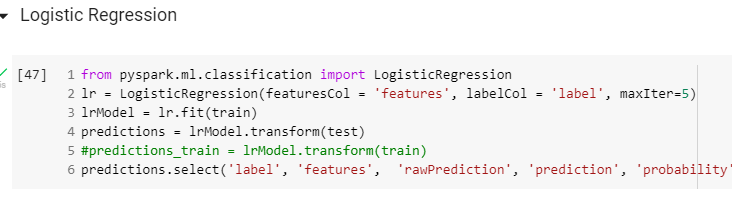 Logistic Regression
[47] 1 from pyspark.ml.classification import LogisticRegression
2 lr = LogisticRegression(featuresCol = 'features', labelCol = 'label', maxIter=5)
3 lrModel = lr.fit(train)
4 predictions = lrModel.transform(test)
5 #predictions_train = lrModel.transform(train)
6 predictions.select('label', 'features',  'rawPrediction', 'prediction', 'probability'